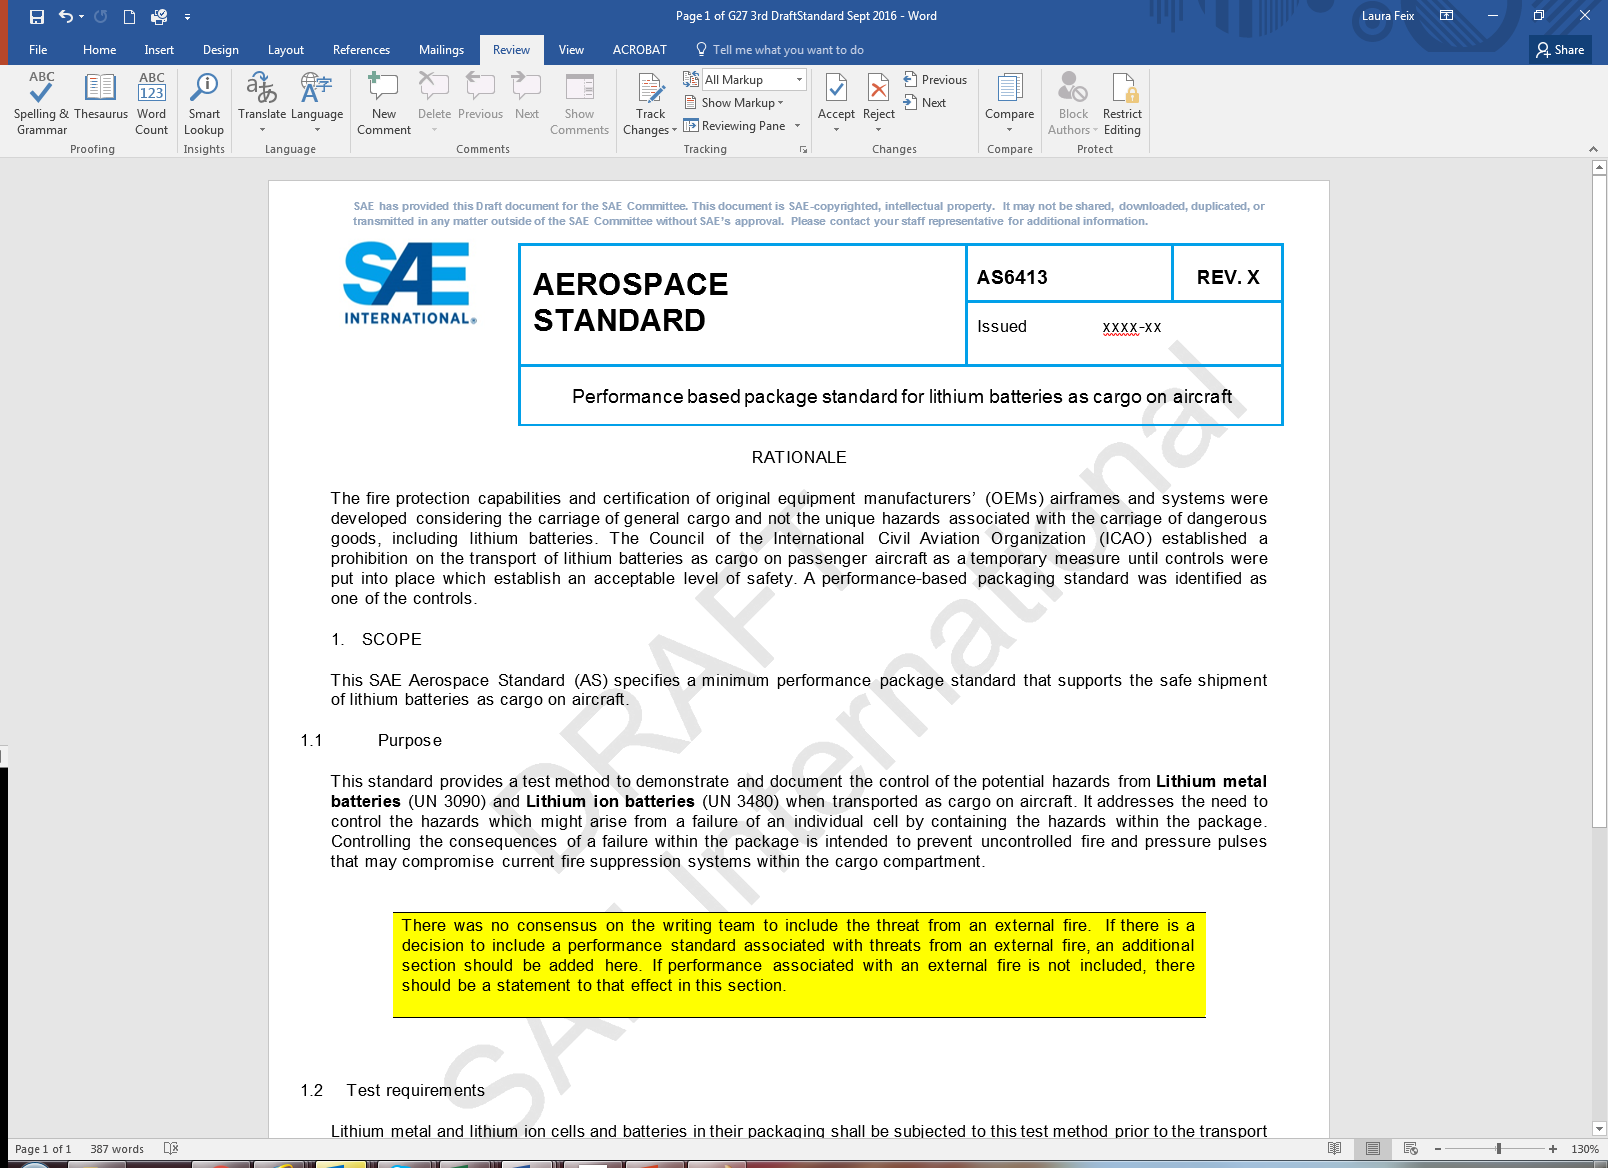 Page 1 of G27 3rd DraftStandard Sept 2016 - Word
Laura Feix
File Home Insert Design Layout References Mailings Review View ACROBAT Tell me what you want to do
Share
ABC
Spelling &
Grammar
Thesaurus
ABC
123
Word
Count
Proofing
Smart
Lookup
Insights
Translate
Language
Language
New
Comment
Delete
Previous
Next
Show
Comments
Comments
Track
Changes
All Markup
Show Markup
Reviewing Pane
Tracking
Accept
Reject
Previous
Next
Changes
Compare
Compare
Block
Authors
Restrict
Editing
Protect
SAE has provided this Draft document for the SAE Committee. This document is SAE-copyrighted, intellectual property. It may not be shared, downloaded, duplicated, or
transmitted in any matter outside of the SAE Committee without SAE's approval. Please contact your staff representative for additional information.
SAE
INTERNATIONAL®
AEROSPACE
STANDARD
AS6413
REV. X
Issued xxxx-xx
Performance based package standard for lithium batteries as cargo on aircraft
RATIONALE
The fire protection capabilities and certification of original equipment manufacturers' (OEMs) airframes and systems were
developed considering the carriage of general cargo and not the unique hazards associated with the carriage of dangerous
goods, including lithium batteries. The Council of the International Civil Aviation Organization (ICAO) established a
prohibition on the transport of lithium batteries as cargo on passenger aircraft as a temporary measure until controls were
put into place which establish an acceptable level of safety. A performance-based packaging standard was identified as
one of the controls.
1. SCOPE
This SAE Aerospace Standard (AS) specifies a minimum performance package standard that supports the safe shipment
of lithium batteries as cargo on aircraft.
1.1 Purpose
This standard provides a test method to demonstrate and document the control of the potential hazards from Lithium metal
batteries (UN 3090) and Lithium ion batteries (UN 3480) when transported as cargo on aircraft. It addresses the need to
control the hazards which might arise from a failure of an individual cell by containing the hazards within the package.
Controlling the consequences of a failure within the package is intended to prevent uncontrolled fire and pressure pulses
that may compromise current fire suppression systems within the cargo compartment.
There was no consensus on the writing team to include the threat from an external fire. If there is a
decision to include a performance standard associated with threats from an external fire, an additional
section should be added here. If performance associated with an external fire is not included, there
should be a statement to that effect in this section.
1.2 Test requirements
Lithium metal and lithium ion cells and batteries in their packaging shall be subjected to this test method prior to the transport
DRAFT
SAE International
Page 1 of 1 387 words
130%